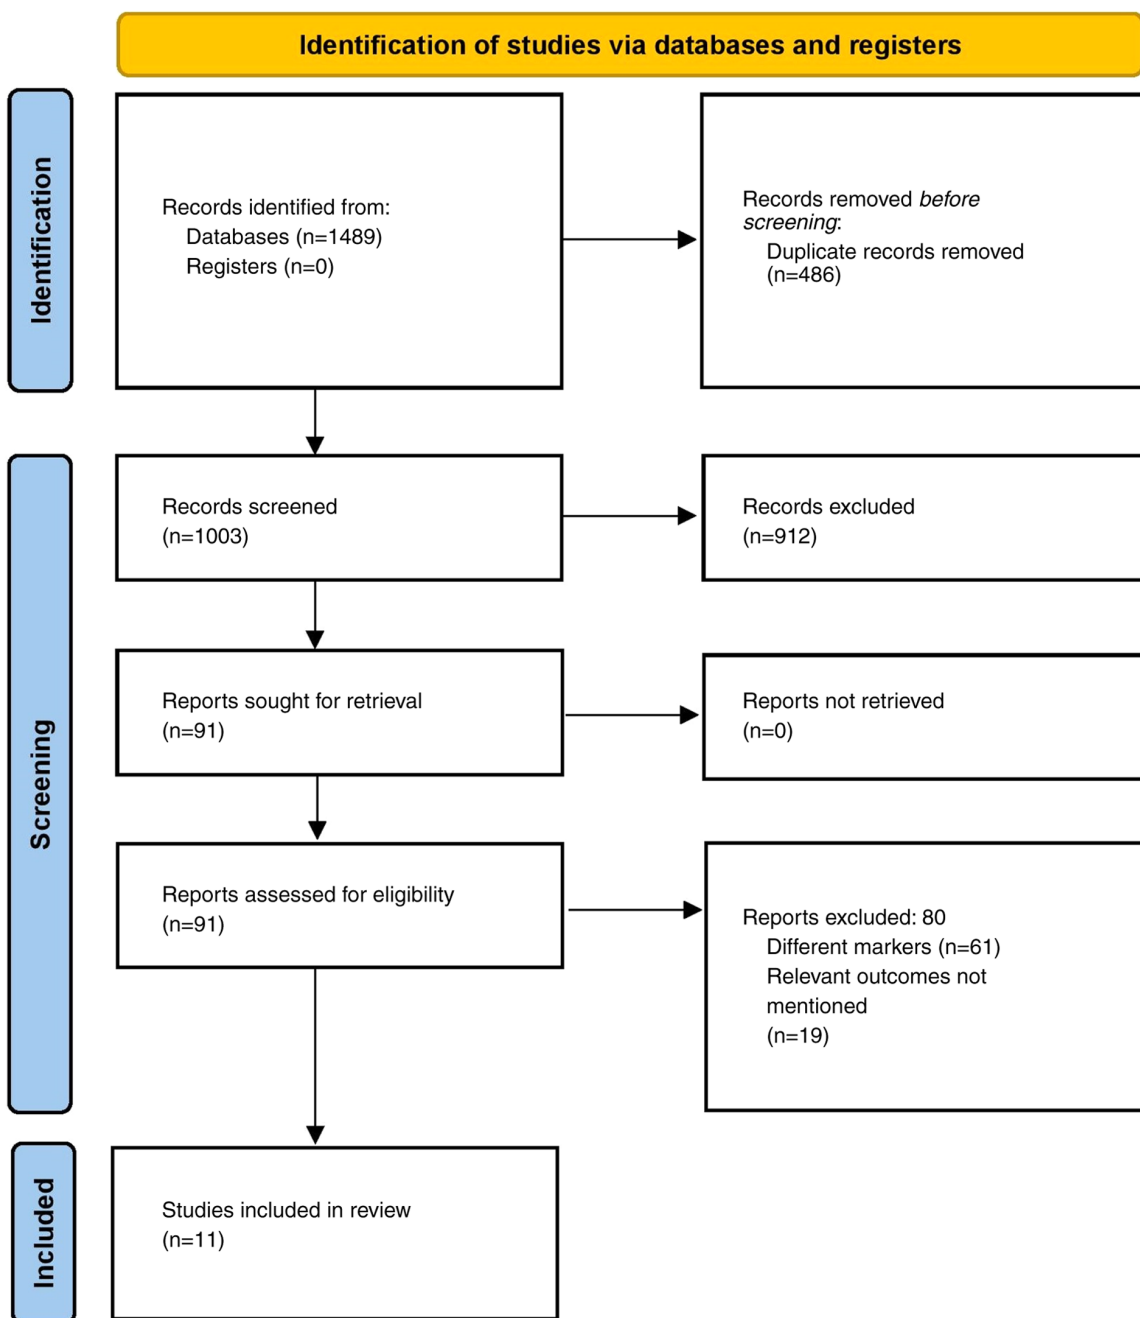 Identification of studies via databases and registers
Identification
Records identified from:
Databases (n=1489)
Registers (n=0)
Records removed before
screening:
Duplicate records removed
(n=486)
Screening
Records screened
(n=1003)
Records excluded
(n=912)
Reports sought for retrieval
(n=91)
Reports not retrieved
(n=0)
Reports assessed for eligibility
(n=91)
Reports excluded: 80
Different markers (n=61)
Relevant outcomes not
mentioned
(n=19)
Included
Studies included in review
(n=11)